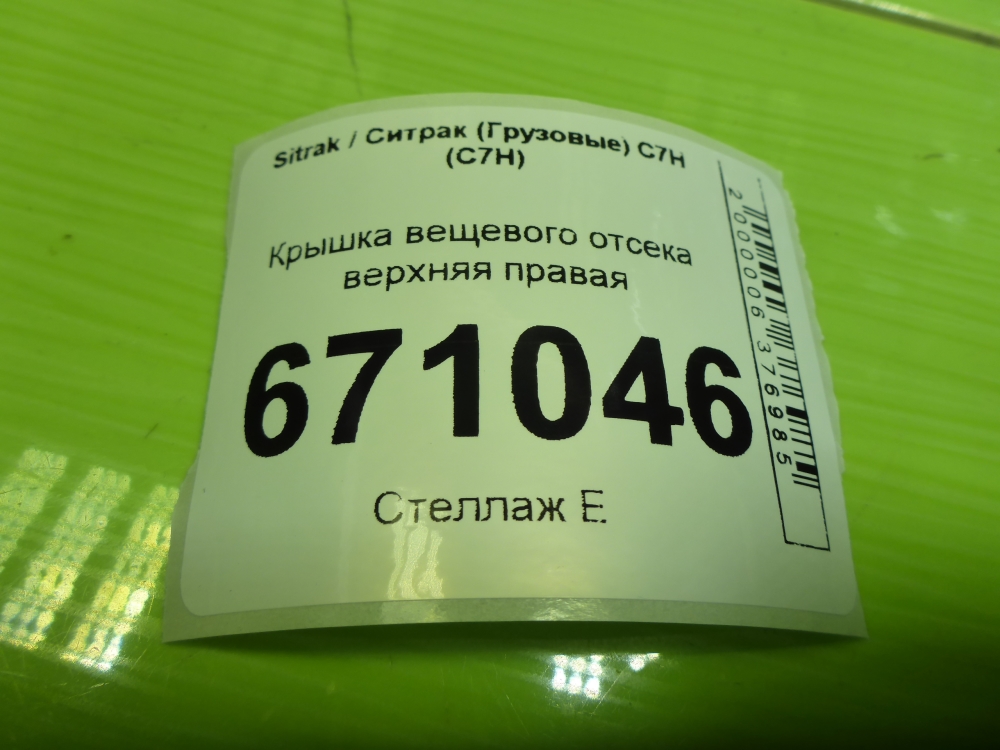 Sitrak / Ситрак (Грузовые) C7H
(C7H)
Крышка вещевого отсека
верхняя правая
671046
Стеллаж E
2000006376985